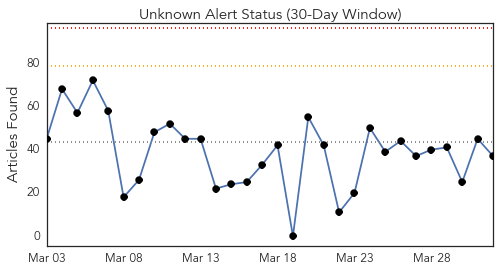 Unknown Alert Status (30-Day Window)
Articles Found
80
60
40
20
0
Mar 03 Mar 08 Mar 13 Mar 18 Mar 23 Mar 28